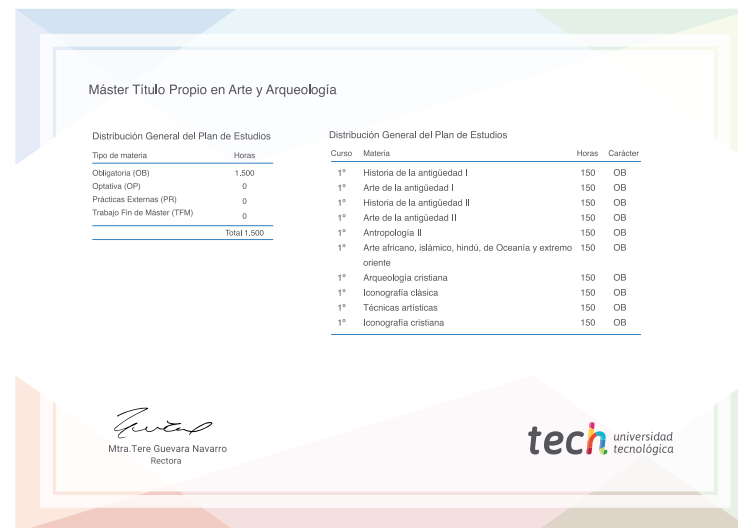 Máster Título Propio en Arte y Arqueología
Distribución General del Plan de Estudios
Tipo de materia Horas
Obligatoria (OB) 1.500
Optativa (OP) 0
Prácticas Externas (PR) 0
Trabajo Fin de Máster (TFM) 0
Total 1.500
Distribución General del Plan de Estudios
Curso Materia Horas Carácter
1º Historia de la antigüedad I 150 OB
1º Arte de la antigüedad I 150 OB
1º Historia de la antigüedad II 150 OB
1º Arte de la antigüedad II 150 OB
1º Antropología II 150 OB
1º Arte africano, islámico, hindú, de Oceanía y extremo 150 OB
oriente
1º Arqueología cristiana 150 OB
1º Iconografía clásica 150 OB
1º Técnicas artísticas 150 OB
1º Iconografía cristiana 150 OB
Mtra.Tere Guevara Navarro
Rectora
tech universidad
tecnológica